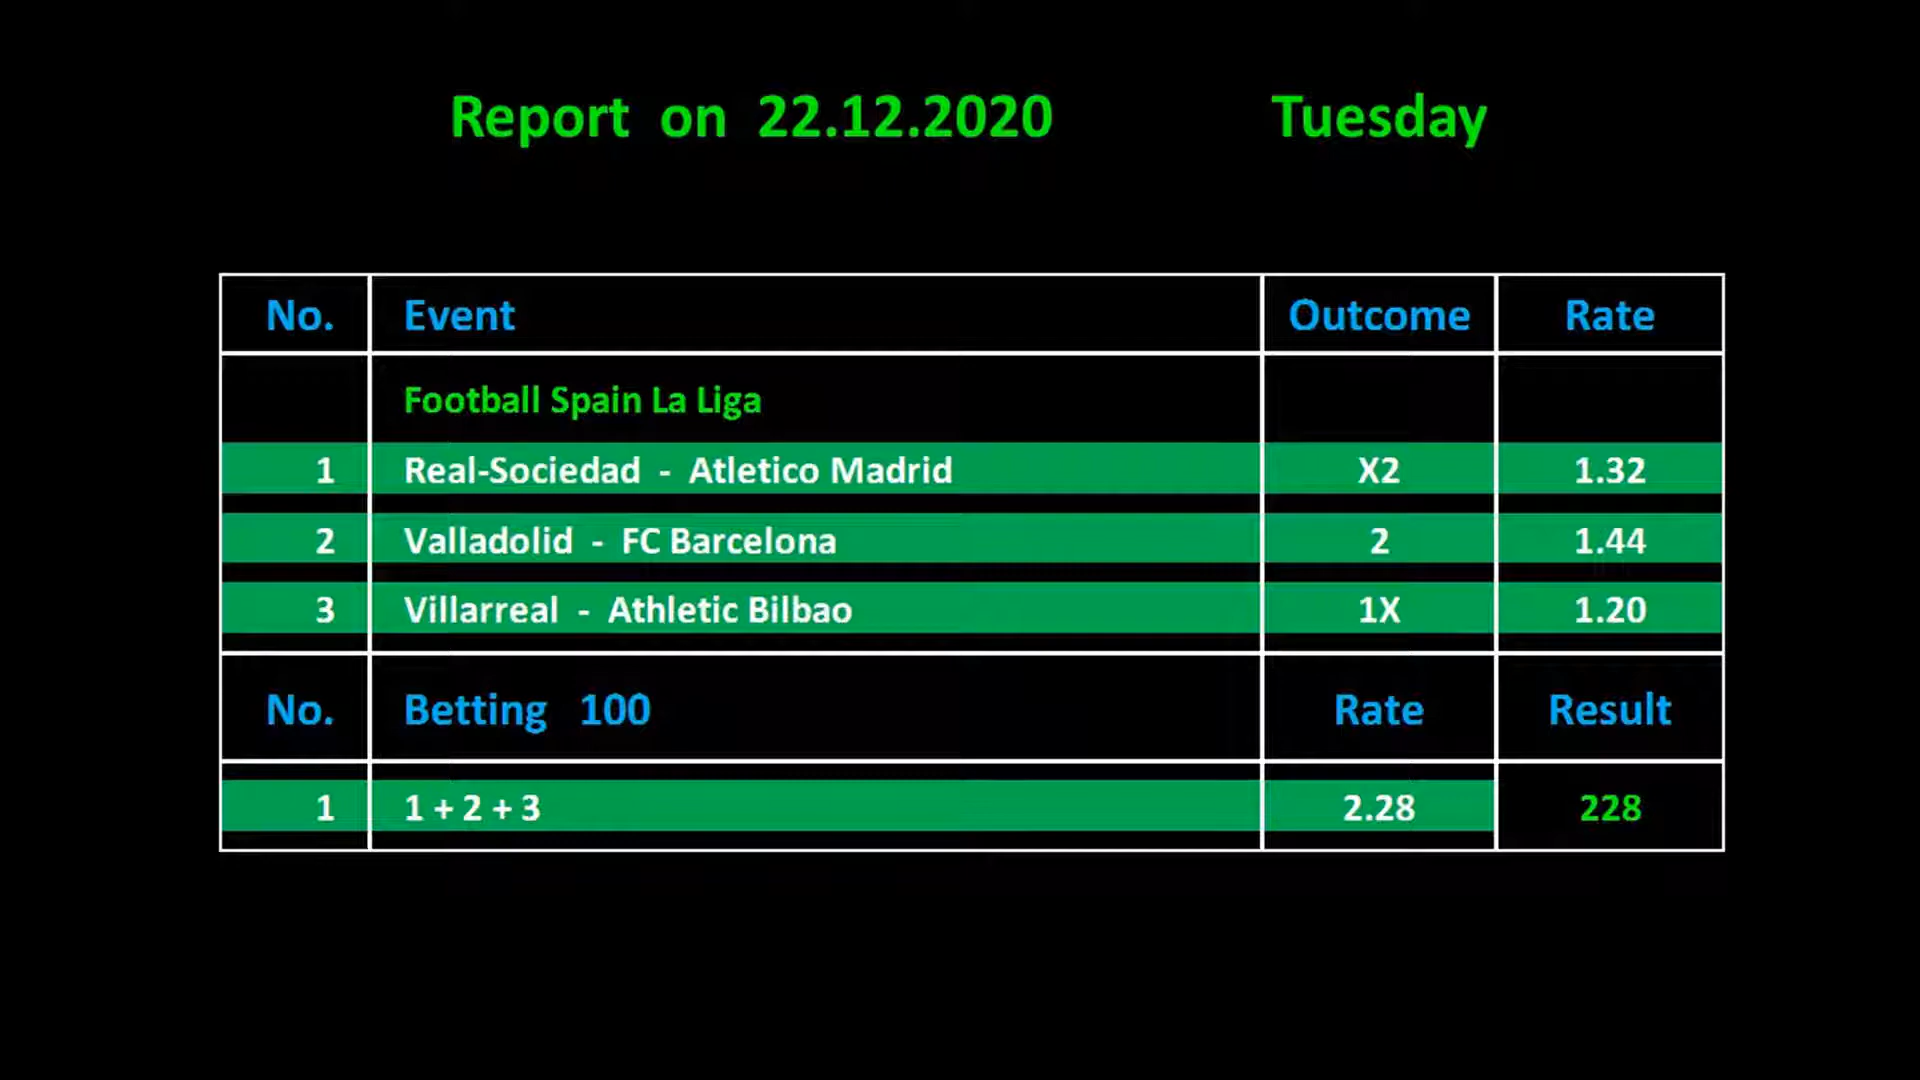 Report on 22.12.2020 Tuesday
No. Event Outcome Rate
Football Spain La Liga
1 Real-Sociedad - Atletico Madrid X2 1.32
2 Valladolid - FC Barcelona 2 1.44
3 Villarreal - Athletic Bilbao 1X 1.20
No. Betting 100 Rate Result
1 1 + 2 + 3 2.28 228